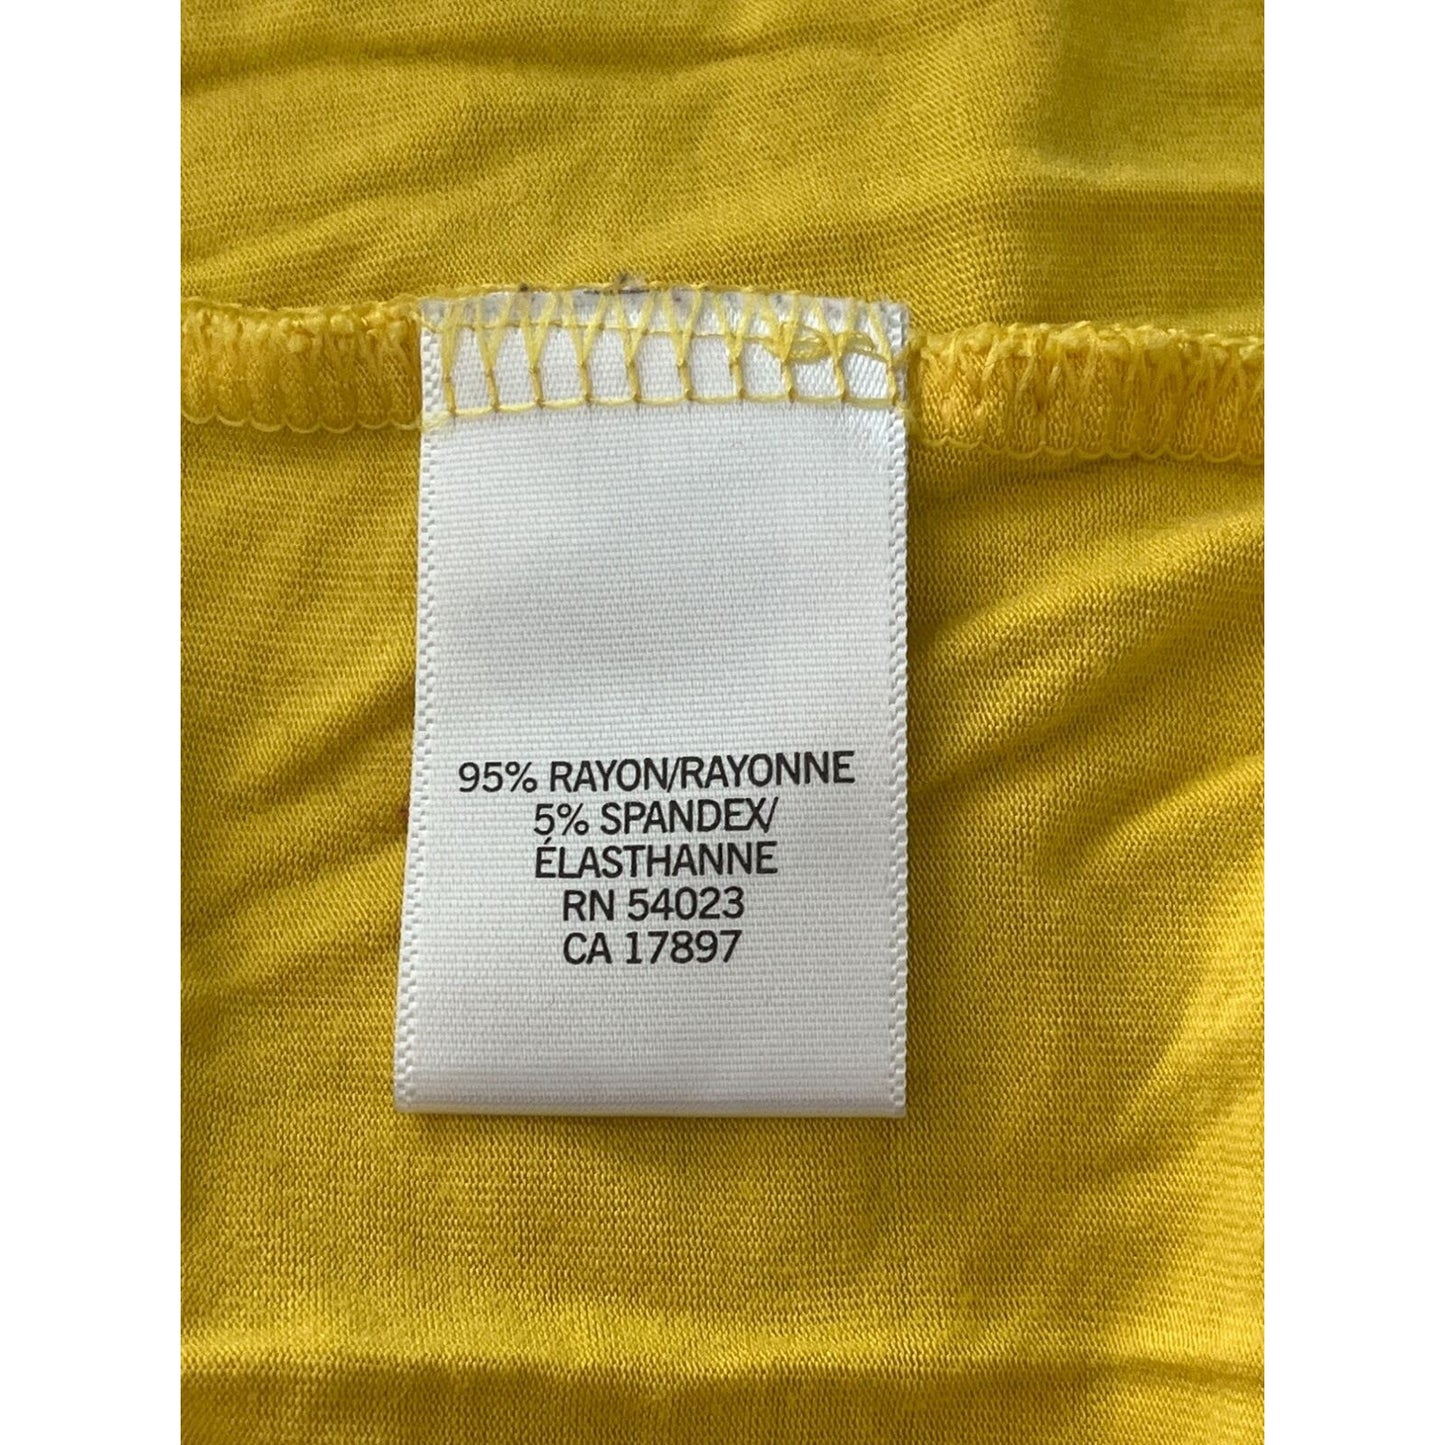 95% RAYON/RAYONNE
5% SPANDEX/
ÉLASTHANNE
RN 54023
CA 17897